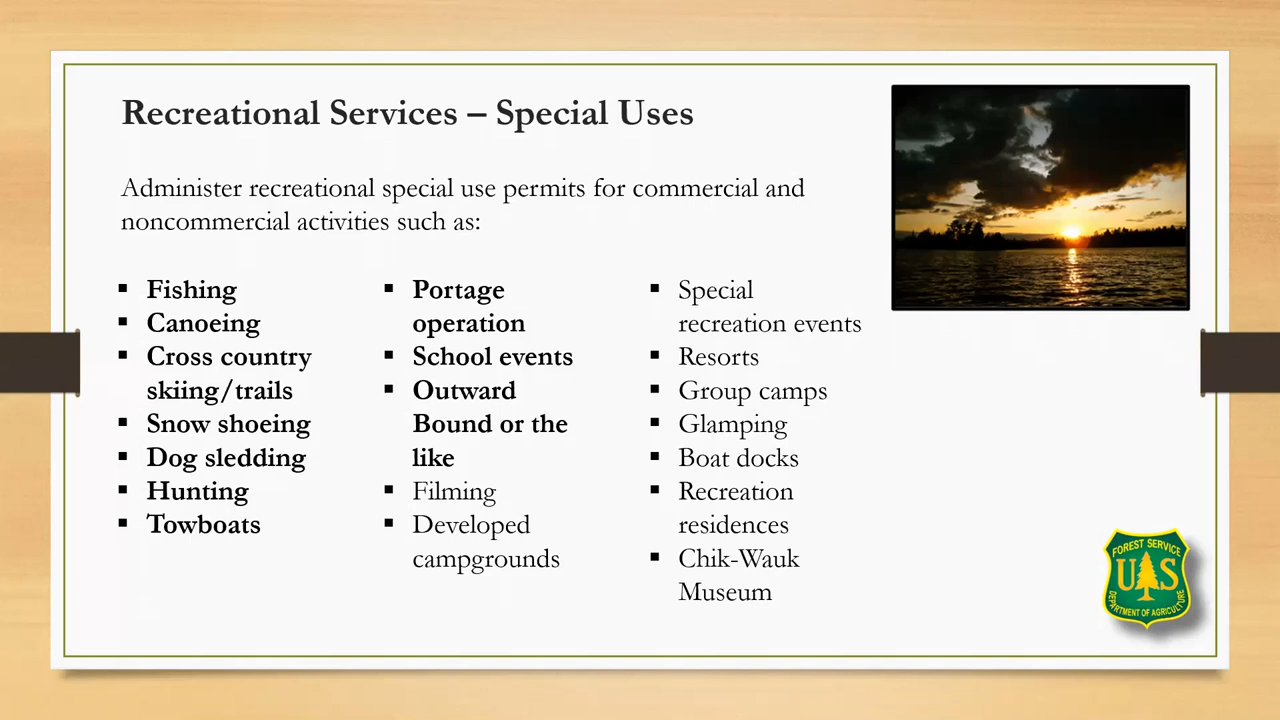 Recreational Services – Special Uses
Administer recreational special use permits for commercial and
noncommercial activities such as:
▪ Fishing
▪ Canoeing
▪ Cross country
skiing/trails
▪ Snow shoeing
▪ Dog sledding
▪ Hunting
▪ Towboats
▪ Portage
operation
▪ School events
▪ Outward
Bound or the
like
▪ Filming
▪ Developed
campgrounds
▪ Special
recreation events
▪ Resorts
▪ Group camps
▪ Glamping
▪ Boat docks
▪ Recreation
residences
▪ Chik-Wauk
Museum
FOREST SERVICE
U S
DEPARTMENT OF AGRICULTURE